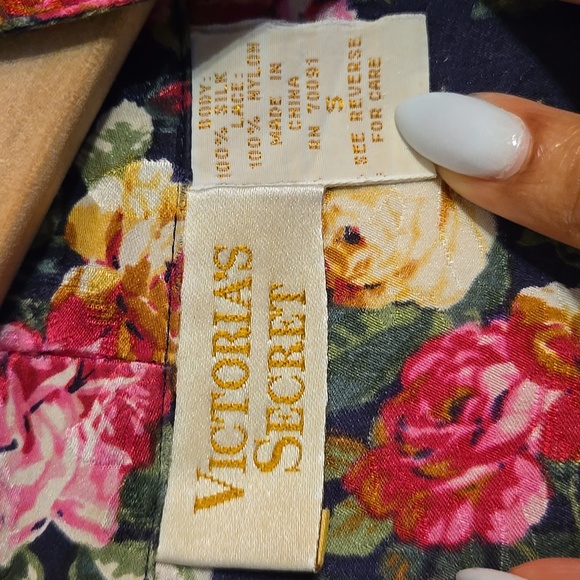 BODY:
100% SILK
LACE:
100% NYLON
MADE IN
CHINA
RN 70091
S
SEE REVERSE
FOR CARE
VICTORIA'S
SECRET